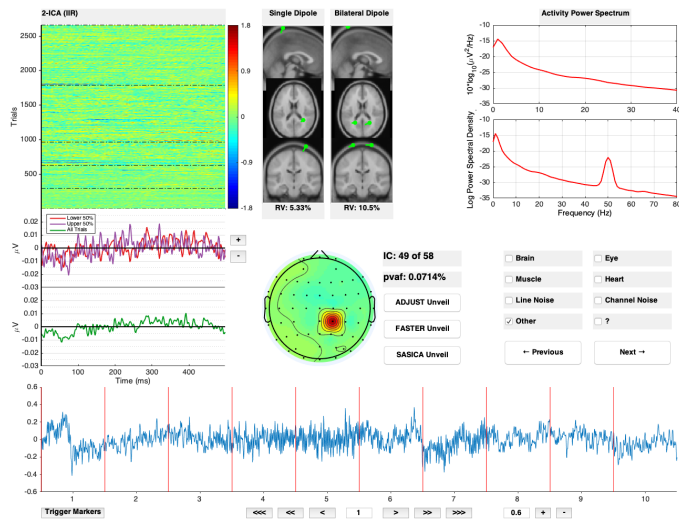 2-ICA (IIR)
Single Dipole
Bilateral Dipole
Activity Power Spectrum
2500
2000
1500
1000
500
Trials
1.8
0.9
0
-0.9
-1.8
RV: 5.33%
RV: 10.5%
-10
-15
-20
-25
-30
-35
10*log10(μV²/Hz)
0
20
40
-10
-15
-20
-25
-30
-35
Log Power Spectral Density
0
10
20
30
40
50
60
70
80
Frequency (Hz)
Lower 50%
Upper 50%
All Trials
0.02
0.01
0
-0.01
-0.02
-0.03
μV
+
-
0.02
0.01
0
-0.01
-0.02
-0.03
μV
0
200
400
Time (ms)
IC: 49 of 58
pvaf: 0.0714%
ADJUST Unveil
FASTER Unveil
SASICA Unveil
Brain
Eye
Muscle
Heart
Line Noise
Channel Noise
Other
?
← Previous
Next →
0.6
0.4
0.2
0
-0.2
-0.4
-0.6
1
2
3
4
5
6
7
8
9
10
Trigger Markers
<<<
<<
<
1
>
>>
>>>
0.6
+
-